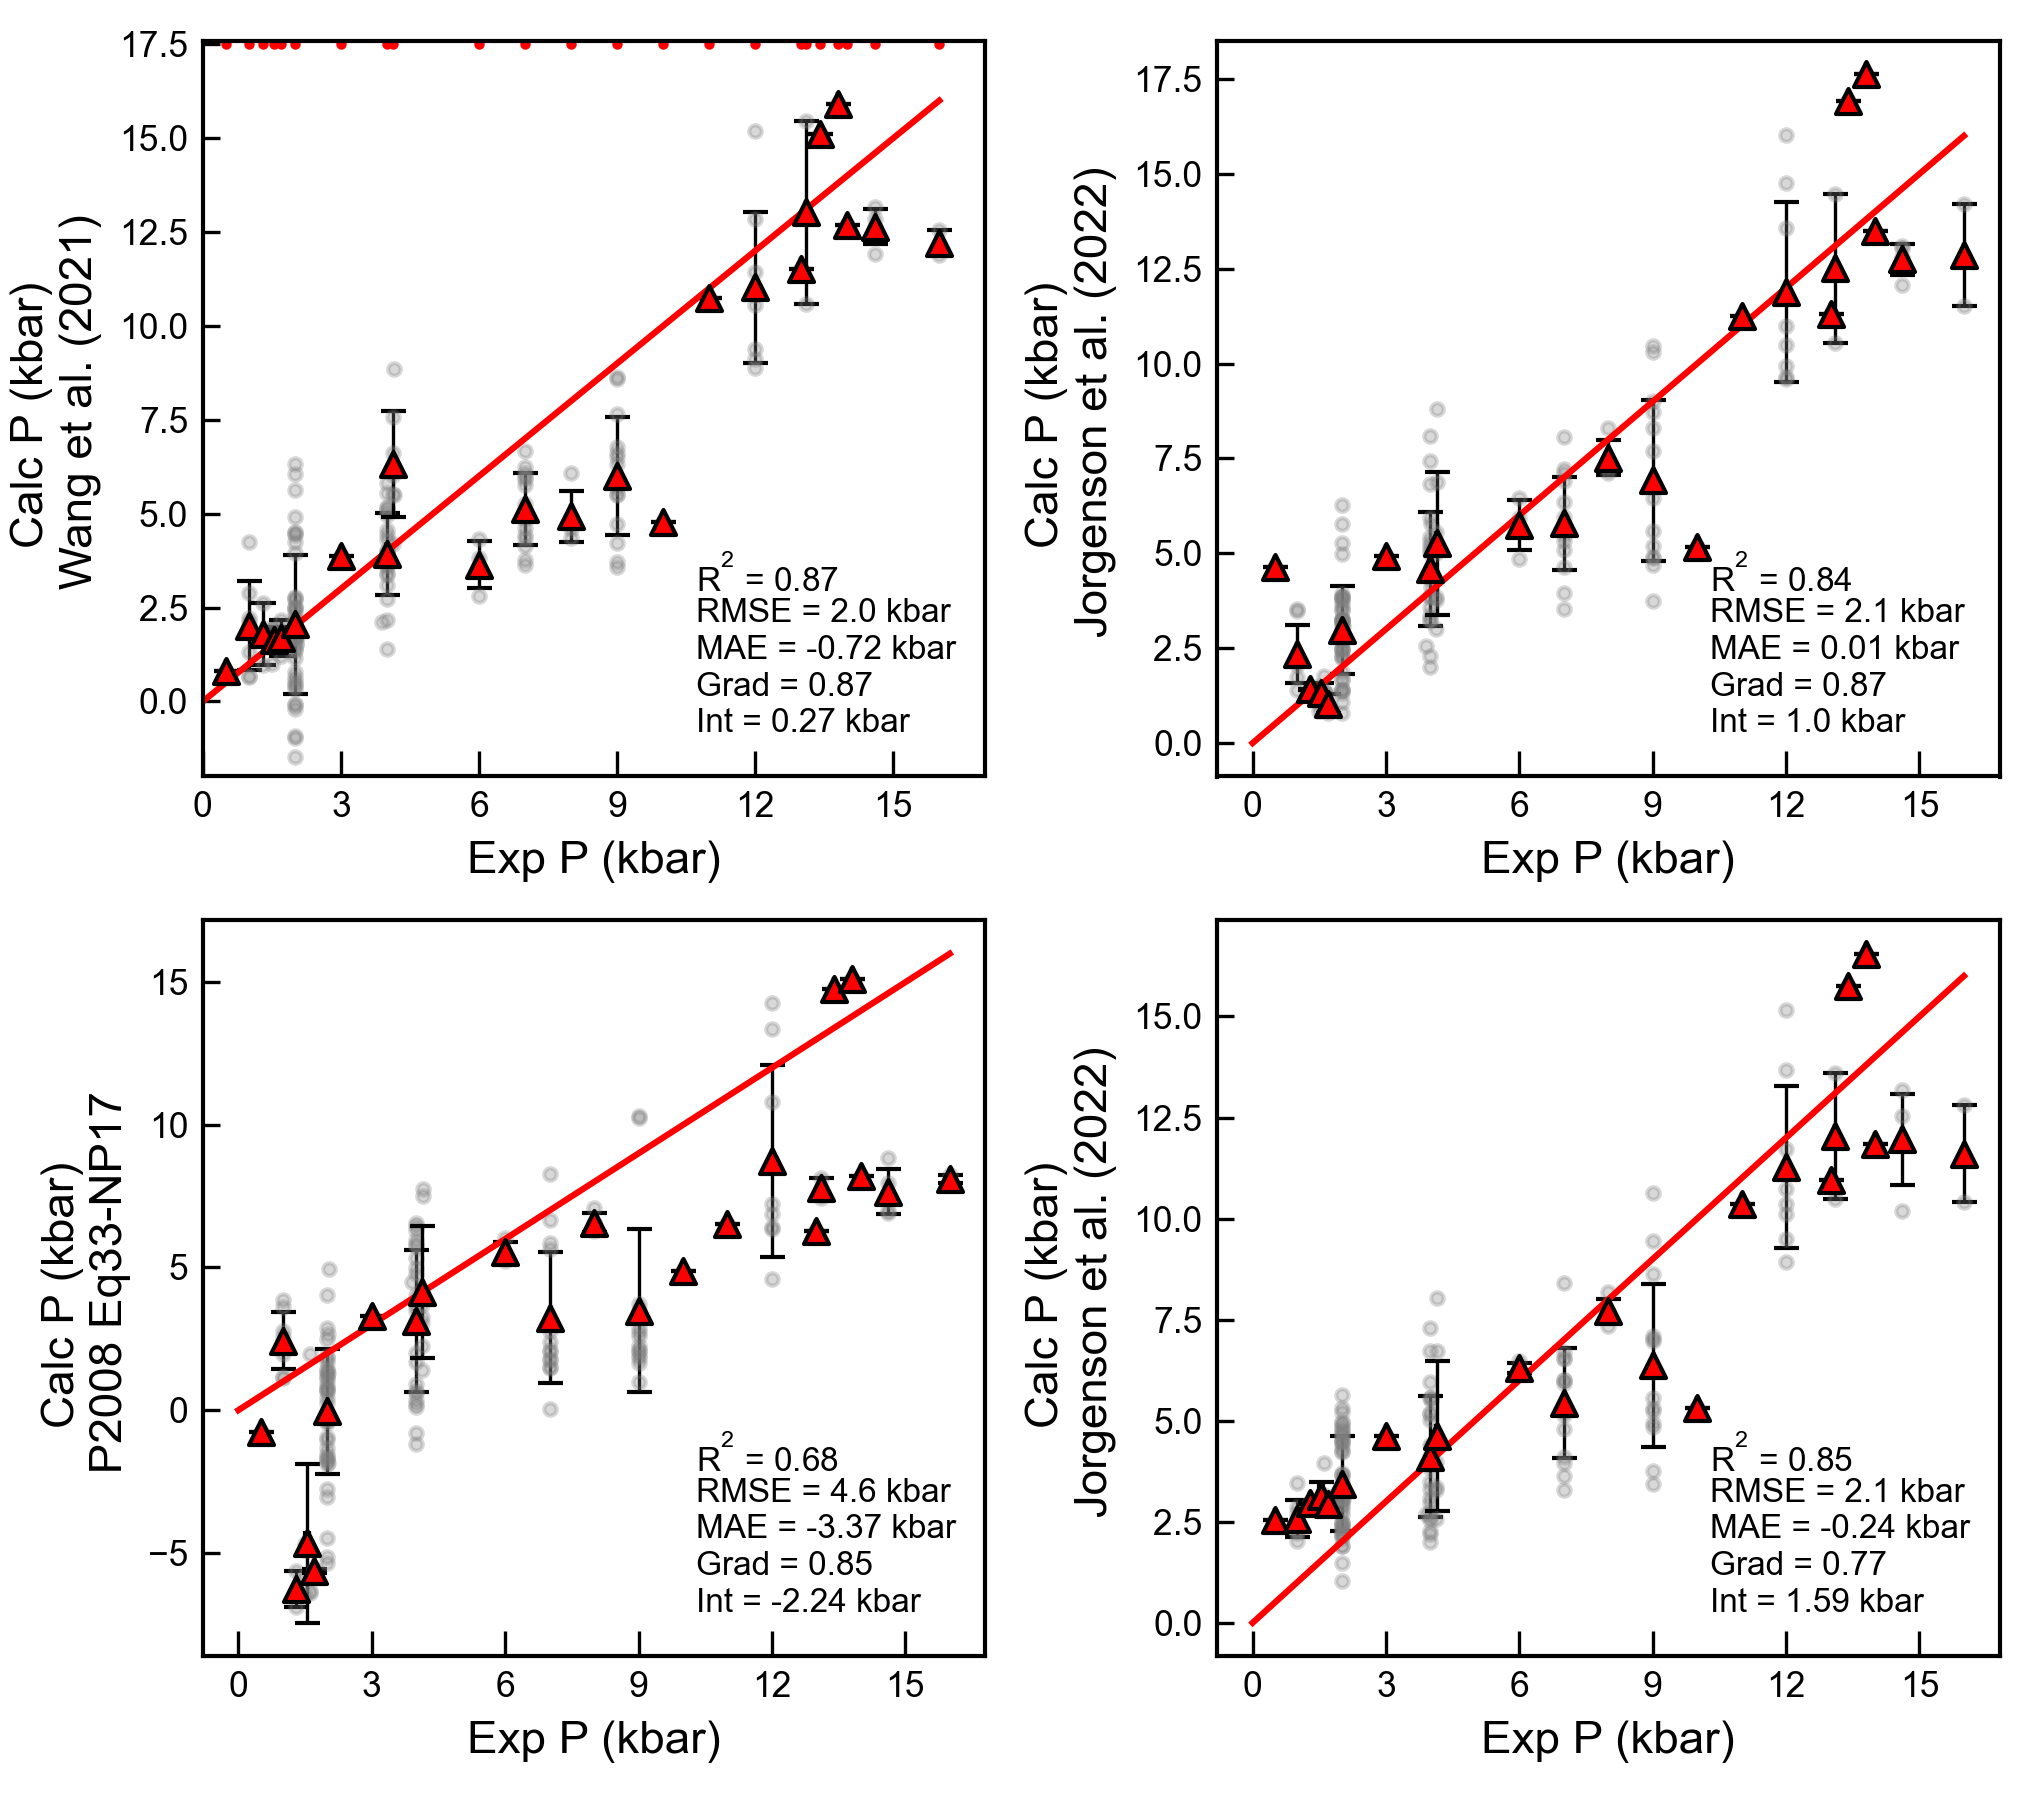 17.5
15.0
12.5
10.0
7.5
5.0
2.5
0.0
Calc P (kbar)
Wang et al. (2021)
R² = 0.87
RMSE = 2.0 kbar
MAE = -0.72 kbar
Grad = 0.87
Int = 0.27 kbar
0 3 6 9 12 15
Exp P (kbar)
17.5
15.0
12.5
10.0
7.5
5.0
2.5
0.0
Calc P (kbar)
Jorgenson et al. (2022)
R² = 0.84
RMSE = 2.1 kbar
MAE = 0.01 kbar
Grad = 0.87
Int = 1.0 kbar
0 3 6 9 12 15
Exp P (kbar)
15
10
5
0
−5
Calc P (kbar)
P2008 Eq33-NP17
R² = 0.68
RMSE = 4.6 kbar
MAE = -3.37 kbar
Grad = 0.85
Int = -2.24 kbar
0 3 6 9 12 15
Exp P (kbar)
15.0
12.5
10.0
7.5
5.0
2.5
0.0
Calc P (kbar)
Jorgenson et al. (2022)
R² = 0.85
RMSE = 2.1 kbar
MAE = -0.24 kbar
Grad = 0.77
Int = 1.59 kbar
0 3 6 9 12 15
Exp P (kbar)